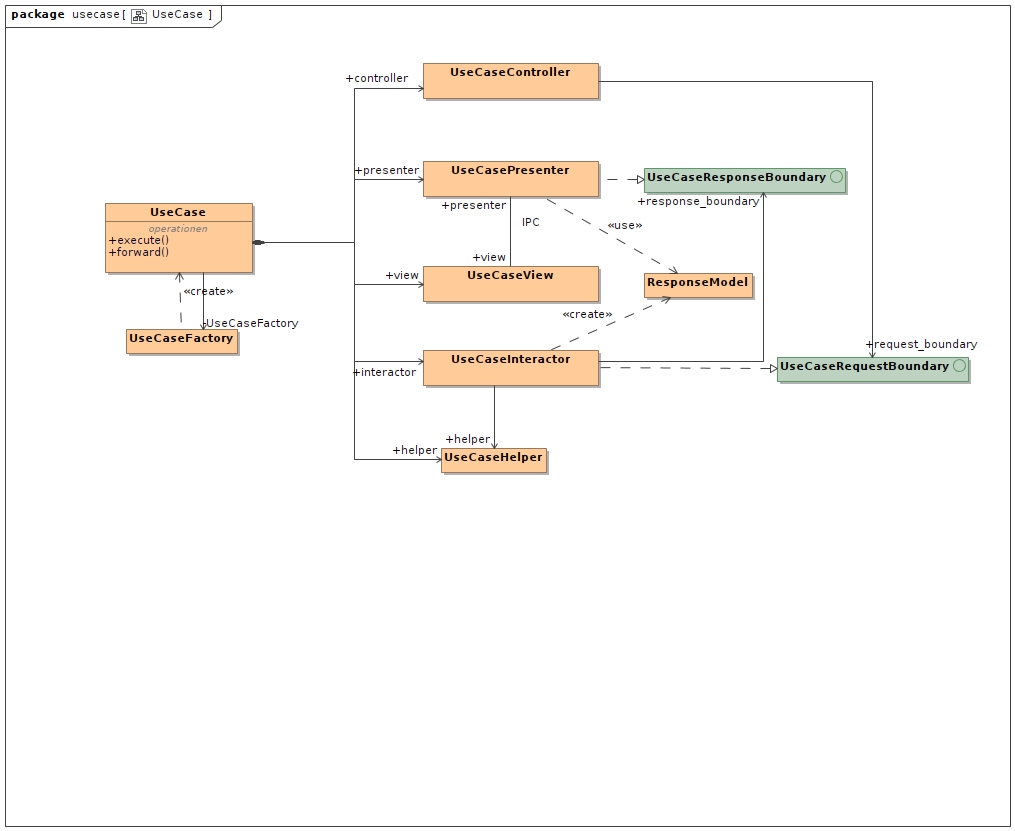 package usecase [ UseCase ]
UseCaseController
+controller
UseCasePresenter
+presenter
UseCaseResponseBoundary
+response_boundary
+presenter
IPC
«use»
UseCase
operationen
+execute()
+forward()
+view
+view
UseCaseView
ResponseModel
«create»
«create»
-UseCaseFactory
UseCaseFactory
+request_boundary
UseCaseInteractor
UseCaseRequestBoundary
+interactor
+helper
+helper
UseCaseHelper